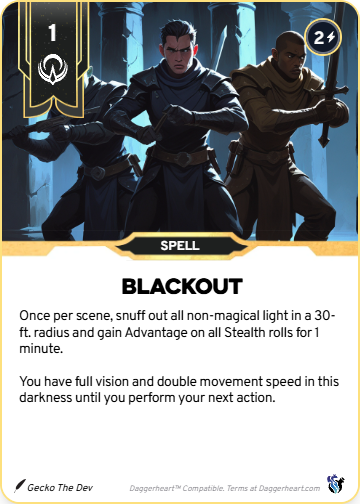 1
2
SPELL
BLACKOUT
Once per scene, snuff out all non-magical light in a 30-
ft. radius and gain Advantage on all Stealth rolls for 1
minute.
You have full vision and double movement speed in this
darkness until you perform your next action.
Gecko The Dev
Daggerheart™ Compatible. Terms at Daggerheart.com